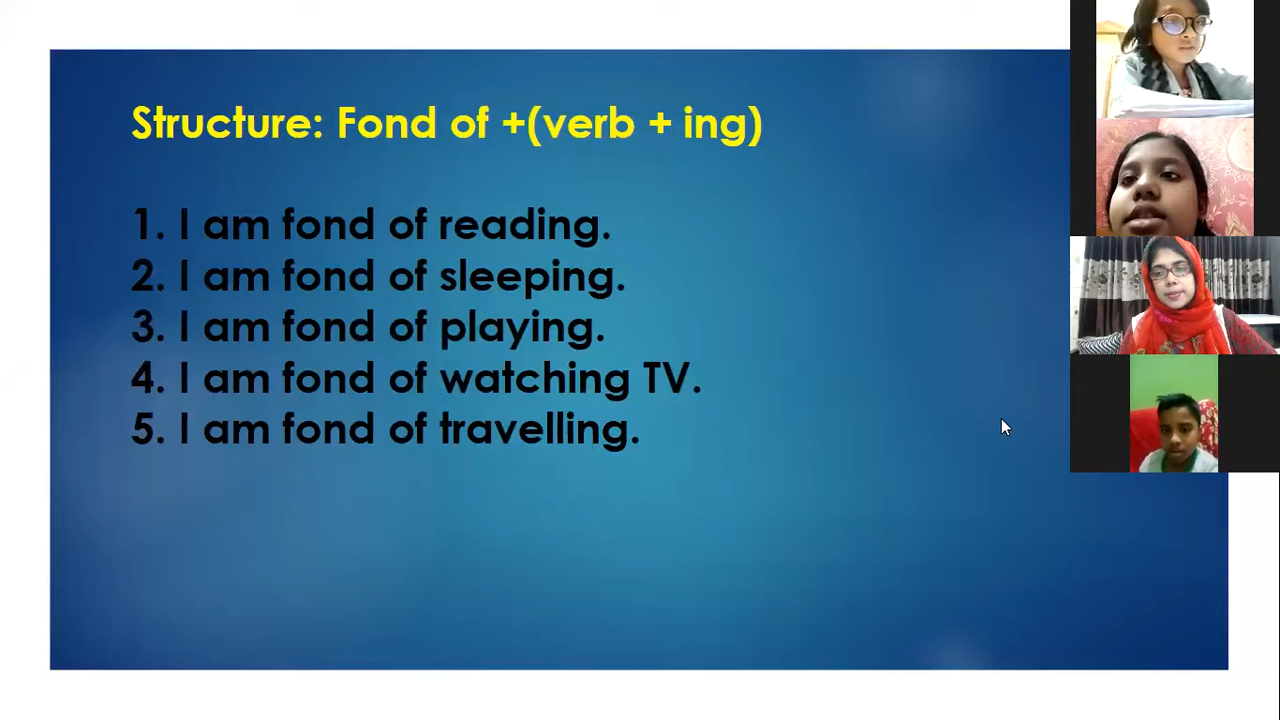 Structure: Fond of +(verb + ing)
1. I am fond of reading.
2. I am fond of sleeping.
3. I am fond of playing.
4. I am fond of watching TV.
5. I am fond of travelling.